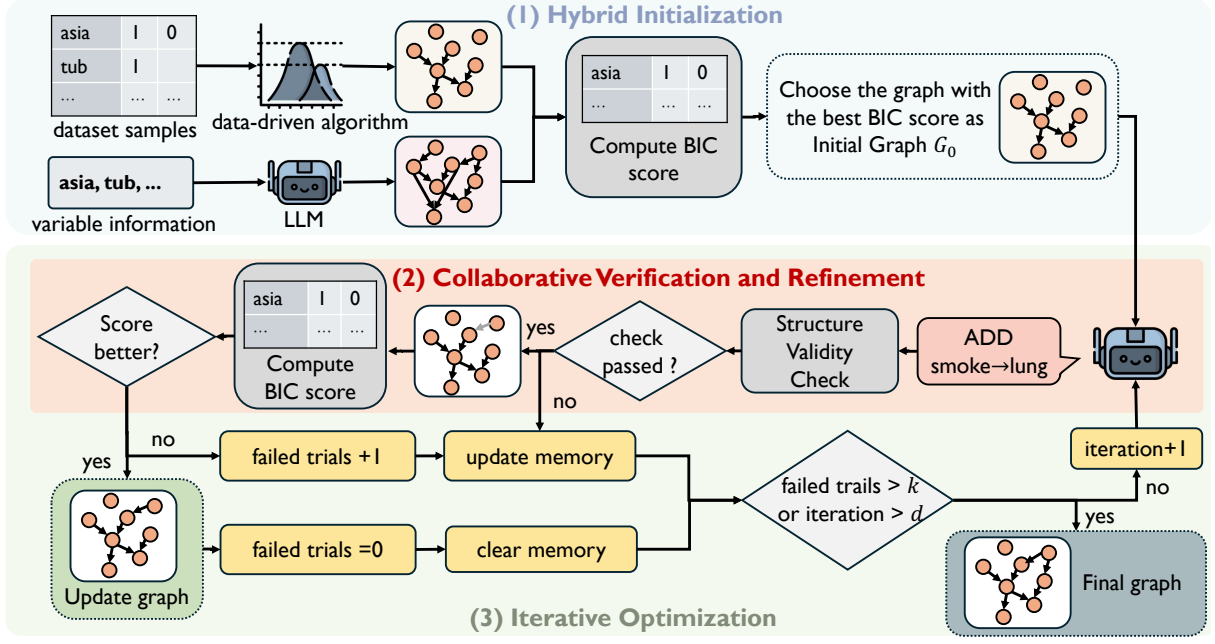 (1) Hybrid Initialization
asia 1 0
tub 1
... ... ...
dataset samples
data-driven algorithm
asia, tub, ...
variable information
LLM
asia 1 0
... ... ...
Compute BIC
score
Choose the graph with
the best BIC score as
Initial Graph G₀
(2) Collaborative Verification and Refinement
Score
better?
asia 1 0
... ... ...
Compute
BIC score
yes
check
passed ?
Structure
Validity
Check
ADD
smoke→lung
no
no
yes
failed trials +1
update memory
failed trails > k
or iteration > d
iteration+1
no
yes
Update graph
failed trials =0
clear memory
Final graph
(3) Iterative Optimization